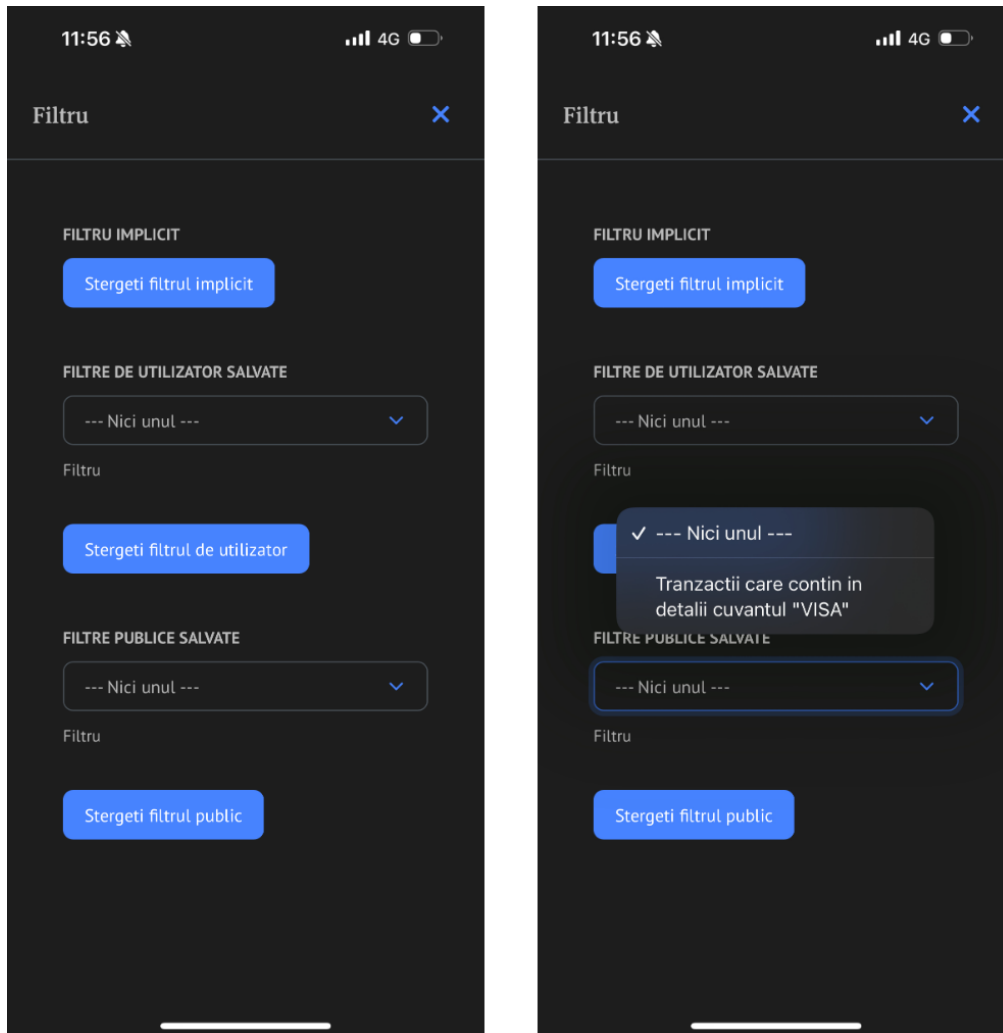 11:56
4G
Filtru
FILTRU IMPLICIT
Stergeti filtrul implicit
FILTRE DE UTILIZATOR SALVATE
--- Nici unul ---
Filtru
Stergeti filtrul de utilizator
FILTRE PUBLICE SALVATE
--- Nici unul ---
Filtru
Stergeti filtrul public
11:56
4G
Filtru
FILTRU IMPLICIT
Stergeti filtrul implicit
FILTRE DE UTILIZATOR SALVATE
--- Nici unul ---
Filtru
--- Nici unul ---
Tranzactii care contin in
detalii cuvantul "VISA"
FILTRE PUBLICE SALVATE
--- Nici unul ---
Filtru
Stergeti filtrul public